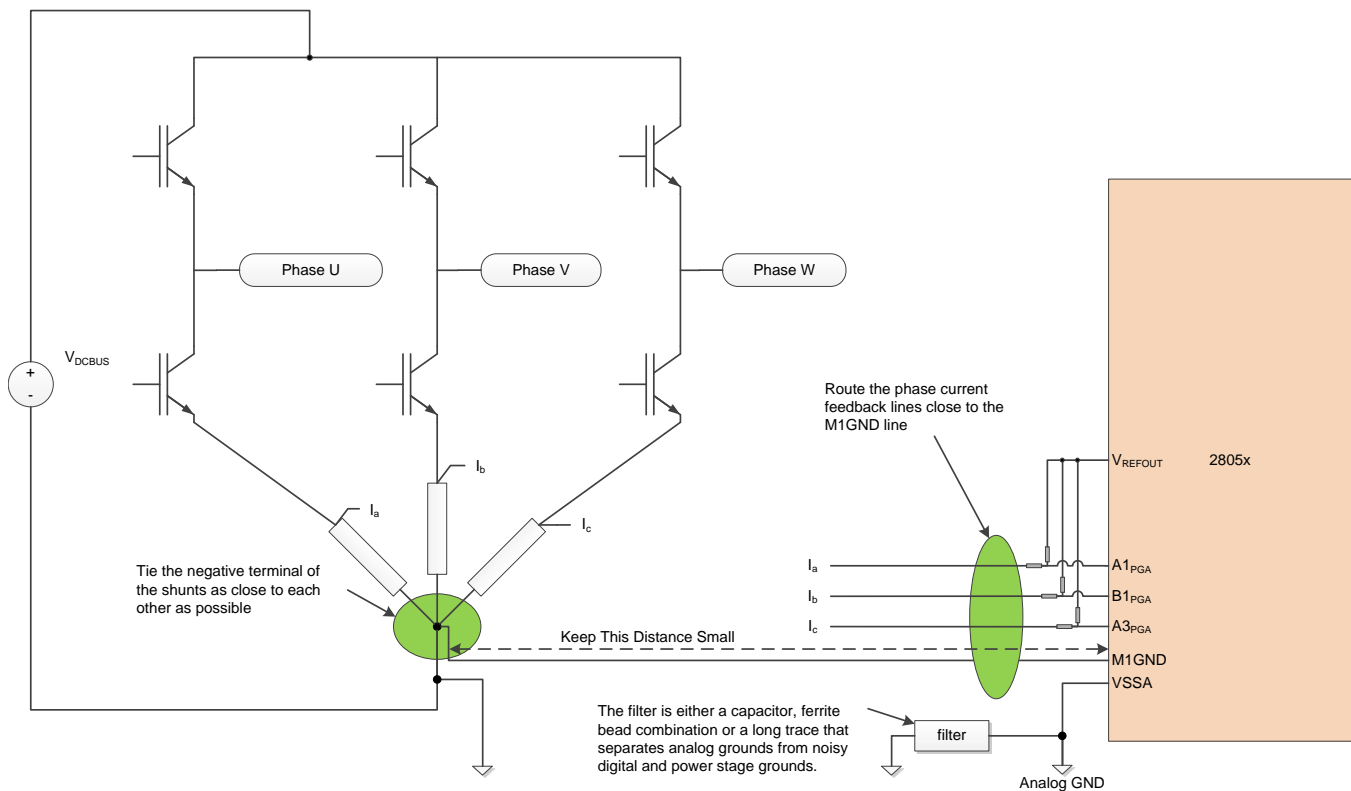 Phase U
Phase V
Phase W
VDCBUS
+
-
Route the phase current
feedback lines close to the
M1GND line
VREFOUT
2805x
Ib
Ia
Ic
Tie the negative terminal of
the shunts as close to each
other as possible
Ia
A1PGA
Ib
B1PGA
Ic
A3PGA
Keep This Distance Small
M1GND
VSSA
The filter is either a capacitor, ferrite
bead combination or a long trace that
separates analog grounds from noisy
digital and power stage grounds.
filter
Analog GND